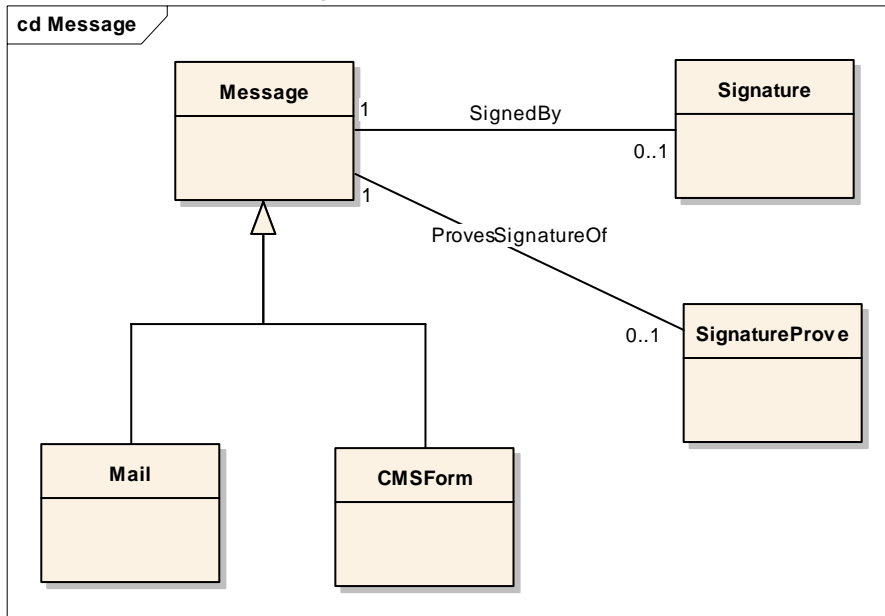 cd Message
Message
Signature
1
SignedBy
0..1
1
ProvesSignatureOf
0..1
SignatureProve
Mail
CMSForm